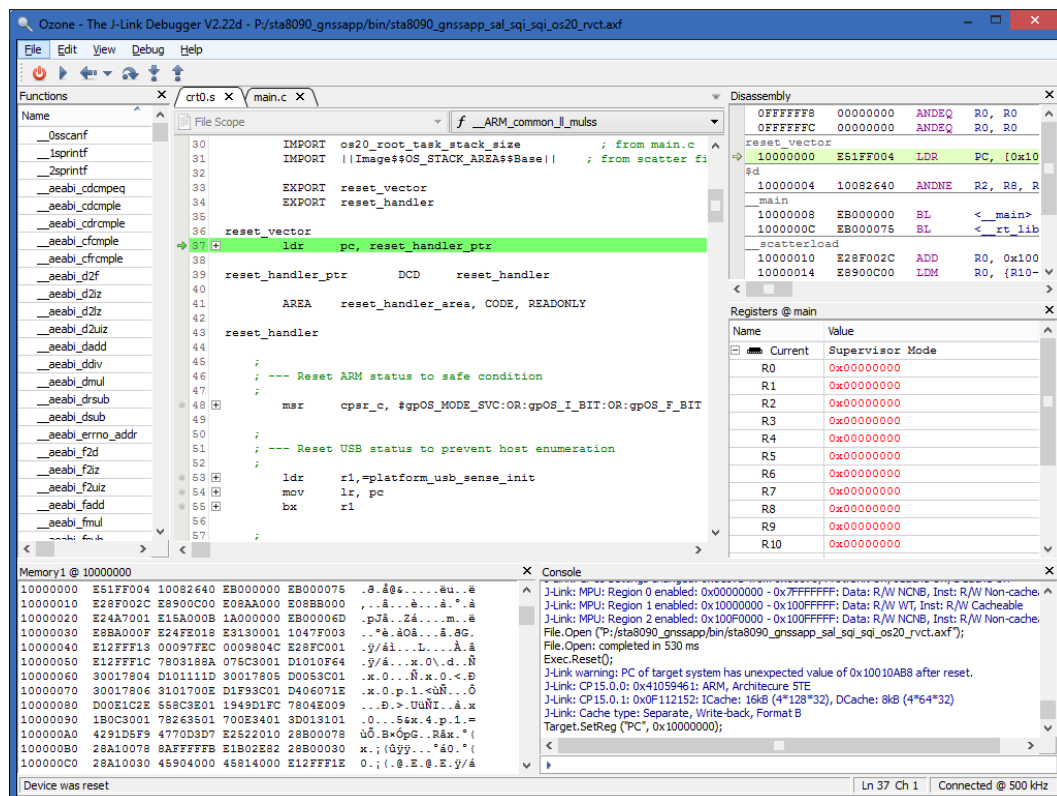 Ozone - The J-Link Debugger V2.22d - P:/sta8090_gnssapp/bin/sta8090_gnssapp_sal_sqi_sqi_os20_rvct.axf
File Edit View Debug Help
Functions
Name
__0sscanf
__1sprintf
__2sprintf
__aeabi_cdcmpeq
__aeabi_cdcmple
__aeabi_cdrcmple
__aeabi_cfcmple
__aeabi_cfrcmple
__aeabi_d2f
__aeabi_d2iz
__aeabi_d2lz
__aeabi_d2uiz
__aeabi_dadd
__aeabi_ddiv
__aeabi_dmul
__aeabi_drsub
__aeabi_dsub
__aeabi_errno_addr
__aeabi_f2d
__aeabi_f2iz
__aeabi_f2uiz
__aeabi_fadd
__aeabi_fmul
crt0.s main.c
File Scope f __ARM_common_ll_mulss
30 IMPORT os20_root_task_stack_size ; from main.c
31 IMPORT ||Image$$OS_STACK_AREA$$Base|| ; from scatter fi
32
33 EXPORT reset_vector
34 EXPORT reset_handler
35
36 reset_vector
37 ldr pc, reset_handler_ptr
38
39 reset_handler_ptr DCD reset_handler
40
41 AREA reset_handler_area, CODE, READONLY
42
43 reset_handler
44
45 ;
46 ; --- Reset ARM status to safe condition
47 ;
48 msr cpsr_c, #gpOS_MODE_SVC:OR:gpOS_I_BIT:OR:gpOS_F_BIT
49
50 ;
51 ; --- Reset USB status to prevent host enumeration
52 ;
53 ldr r1,=platform_usb_sense_init
54 mov lr, pc
55 bx r1
56
57 ;
Disassembly
0FFFFFF8 00000000 ANDEQ R0, R0
0FFFFFFC 00000000 ANDEQ R0, R0
reset_vector
10000000 E51FF004 LDR PC, [0x10
$d
10000004 10082640 ANDNE R2, R8, R
__main
10000008 EB000000 BL <__main>
1000000C EB000075 BL <__rt_lib
__scatterload
10000010 E28F002C ADD R0, 0x100
10000014 E8900C00 LDM R0, {R10-
Registers @ main
Name Value
Current Supervisor Mode
R0 0x00000000
R1 0x00000000
R2 0x00000000
R3 0x00000000
R4 0x00000000
R5 0x00000000
R6 0x00000000
R7 0x00000000
R8 0x00000000
R9 0x00000000
R10 0x00000000
Memory1 @ 10000000
10000000 E51FF004 10082640 EB000000 EB000075
10000010 E28F002C E8900C00 E08AA000 E08BB000
10000020 E24A7001 E15A000B 1A000000 EB00006D
10000030 E8BA000F E24FE018 E3130001 1047F003
10000040 E12FFF13 00097FEC 0009804C E28FC001
10000050 E12FFF1C 7803188A 075C3001 D1010F64
10000060 30017804 D101111D 30017805 D0053C01
10000070 30017806 3101700E D1F93C01 D406071E
10000080 D00E1C2E 558C3E01 1949D1FC 7804E009
10000090 1B0C3001 78263501 700E3401 3D013101
100000A0 4291D5F9 4770D3D7 E2522010 28B00078
100000B0 28A10078 8AFFFFFB E1B02E82 28B00030
100000C0 28A10030 45904000 45814000 E12FFF1E
Console
J-Link: MPU: Region 0 enabled: 0x00000000 - 0x7FFFFFFF: Data: R/W NCNB, Inst: R/W Non-cachea
J-Link: MPU: Region 1 enabled: 0x10000000 - 0x100FFFFF: Data: R/W WT, Inst: R/W Cacheable
J-Link: MPU: Region 2 enabled: 0x100F0000 - 0x1FFFFFFF: Data: R/W NCNB, Inst: R/W Non-cachea
File.Open ("P:/sta8090_gnssapp/bin/sta8090_gnssapp_sal_sqi_sqi_os20_rvct.axf");
File.Open: completed in 530 ms
Exec.Reset();
J-Link warning: PC of target system has unexpected value of 0x10010AB8 after reset.
J-Link: CP15.0.0: 0x41059461: ARM, Architecure 5TE
J-Link: CP15.0.1: 0x0F112152: ICache: 16kB (4*128*32), DCache: 8kB (4*64*32)
J-Link: Cache type: Separate, Write-back, Format B
Target.SetReg ("PC", 0x10000000);
Device was reset
Ln 37 Ch 1 Connected @ 500 kHz